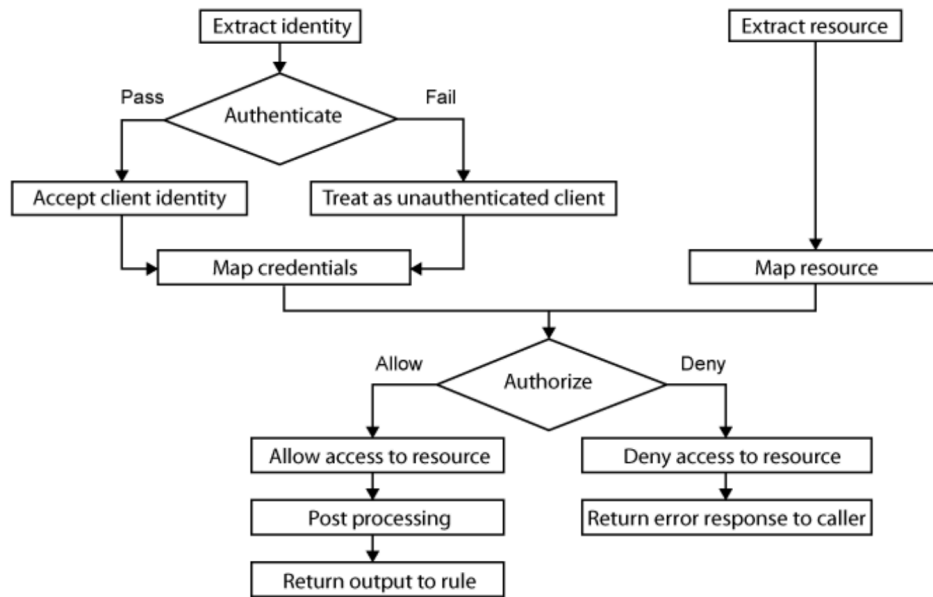 Extract identity
Extract resource
Pass
Fail
Authenticate
Accept client identity
Treat as unauthenticated client
Map credentials
Map resource
Allow
Deny
Authorize
Allow access to resource
Deny access to resource
Post processing
Return error response to caller
Return output to rule